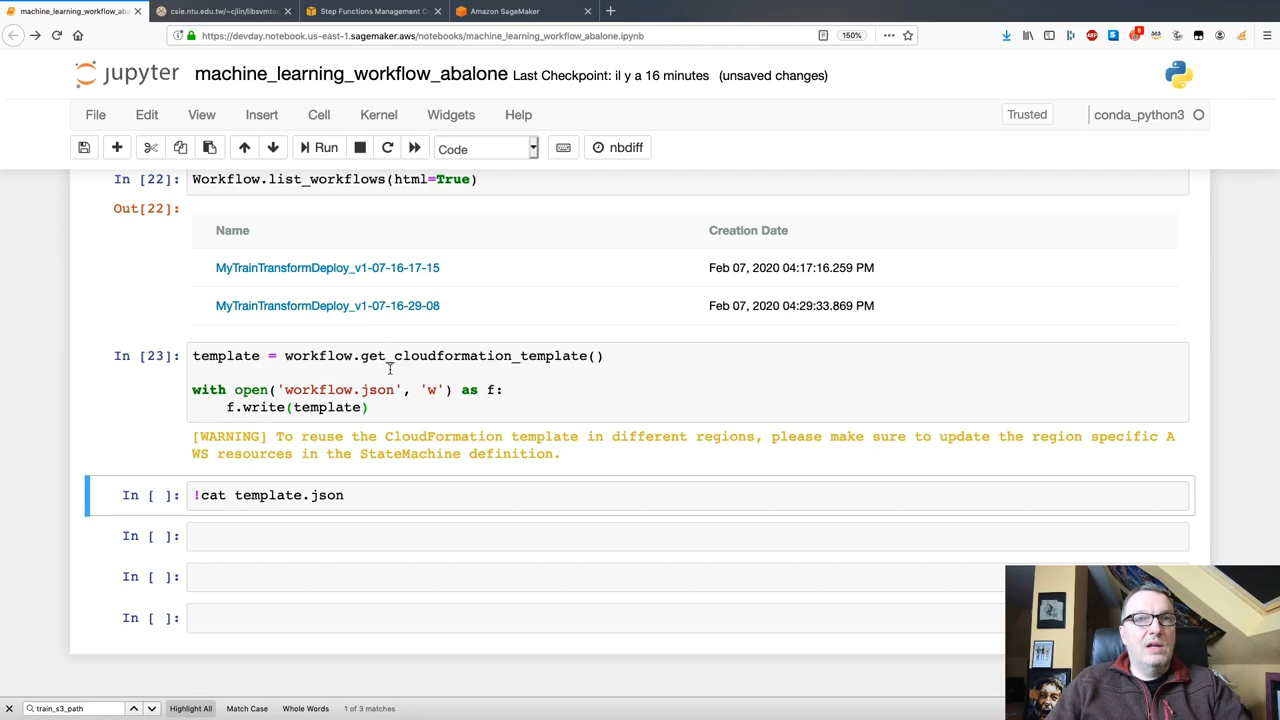 machine_learning_workflow_aba
csie.ntu.edu.tw/~cjlin/libsvmto
Step Functions Management C
Amazon SageMaker
https://devday.notebook.us-east-1.sagemaker.aws/notebooks/machine_learning_workflow_abalone.ipynb
150%
jupyter machine_learning_workflow_abalone Last Checkpoint: il y a 16 minutes (unsaved changes)
File Edit View Insert Cell Kernel Widgets Help
Trusted
conda_python3
Run
Code
nbdiff
In [22]: Workflow.list_workflows(html=True)
Out[22]:
Name Creation Date
MyTrainTransformDeploy_v1-07-16-17-15 Feb 07, 2020 04:17:16.259 PM
MyTrainTransformDeploy_v1-07-16-29-08 Feb 07, 2020 04:29:33.869 PM
In [23]: template = workflow.get_cloudformation_template()
with open('workflow.json', 'w') as f:
f.write(template)
[WARNING] To reuse the CloudFormation template in different regions, please make sure to update the region specific A
WS resources in the StateMachine definition.
In [ ]: !cat template.json
In [ ]:
In [ ]:
In [ ]:
train_s3_path
Highlight All Match Case Whole Words 1 of 3 matches